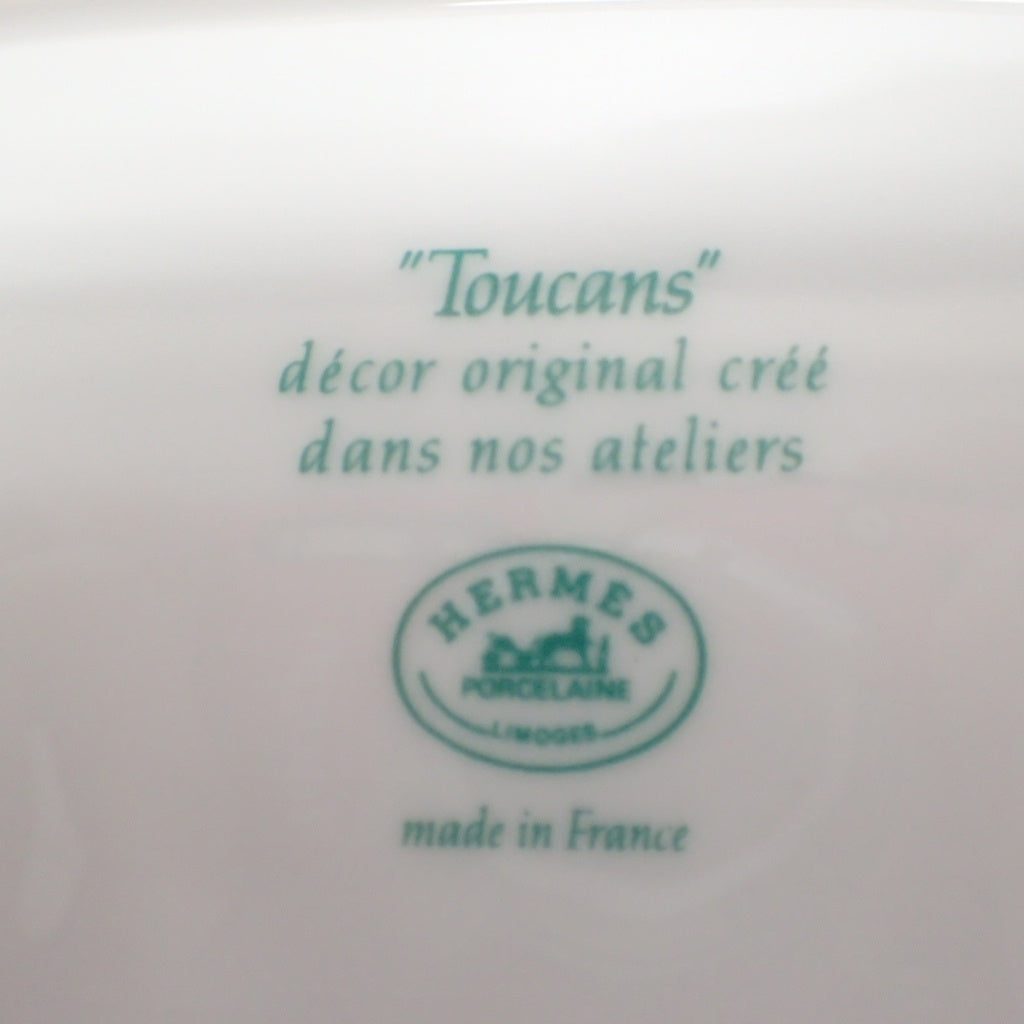 "Toucans"
décor original créé
dans nos ateliers
HERMES
PORCELAINE
LIMOGES
made in France